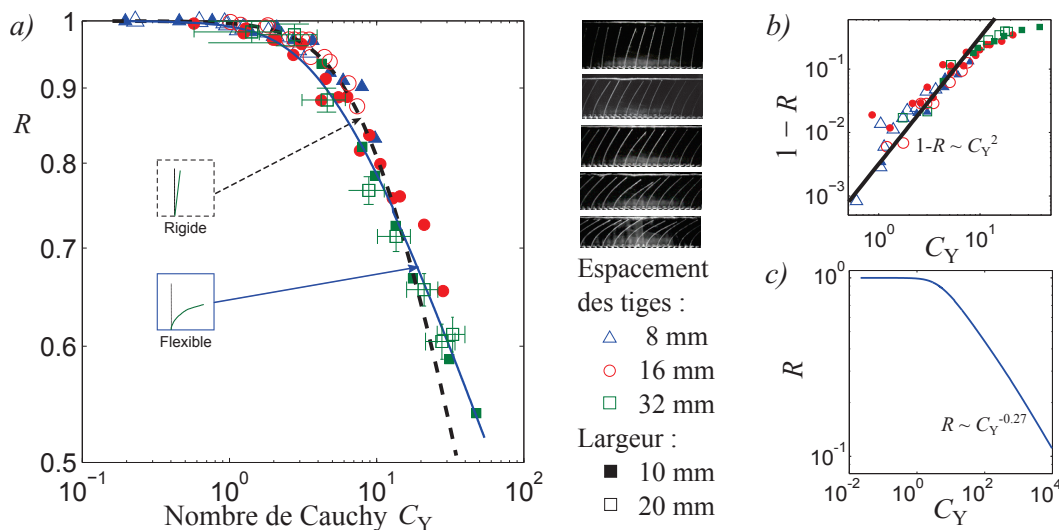 a)
1
0.9
0.8
0.7
0.6
0.5
R
Rigide
Flexible
10^-1
10^0
10^1
10^2
Nombre de Cauchy C_Y
Espacement
des tiges :
8 mm
16 mm
32 mm
Largeur :
10 mm
20 mm
b)
10^-1
10^-2
10^-3
1 − R
1-R ~ C_Y^2
10^0
10^1
C_Y
c)
10^0
10^-1
R
R ~ C_Y^-0.27
10^-2
10^0
10^2
10^4
C_Y